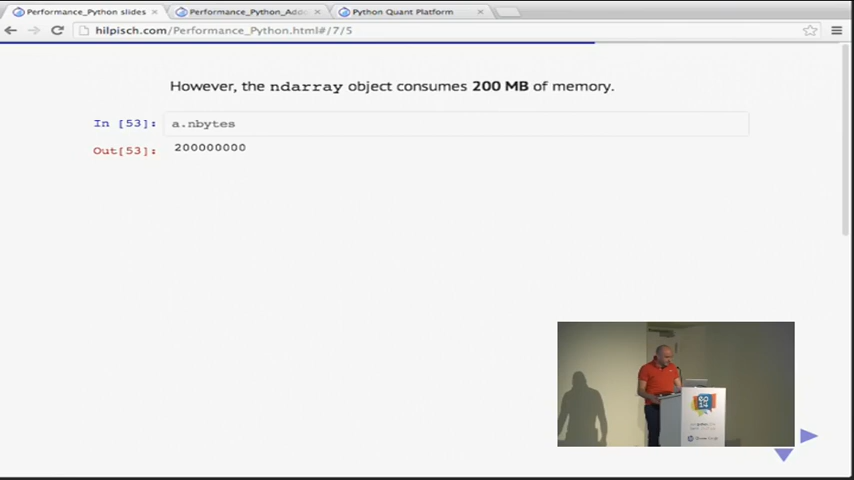 Performance_Python slides
Performance_Python_Adde
Python Quant Platform
hilpisch.com/Performance_Python.html#/7/5
However, the ndarray object consumes 200 MB of memory.
In [53]: a.nbytes
Out[53]: 200000000